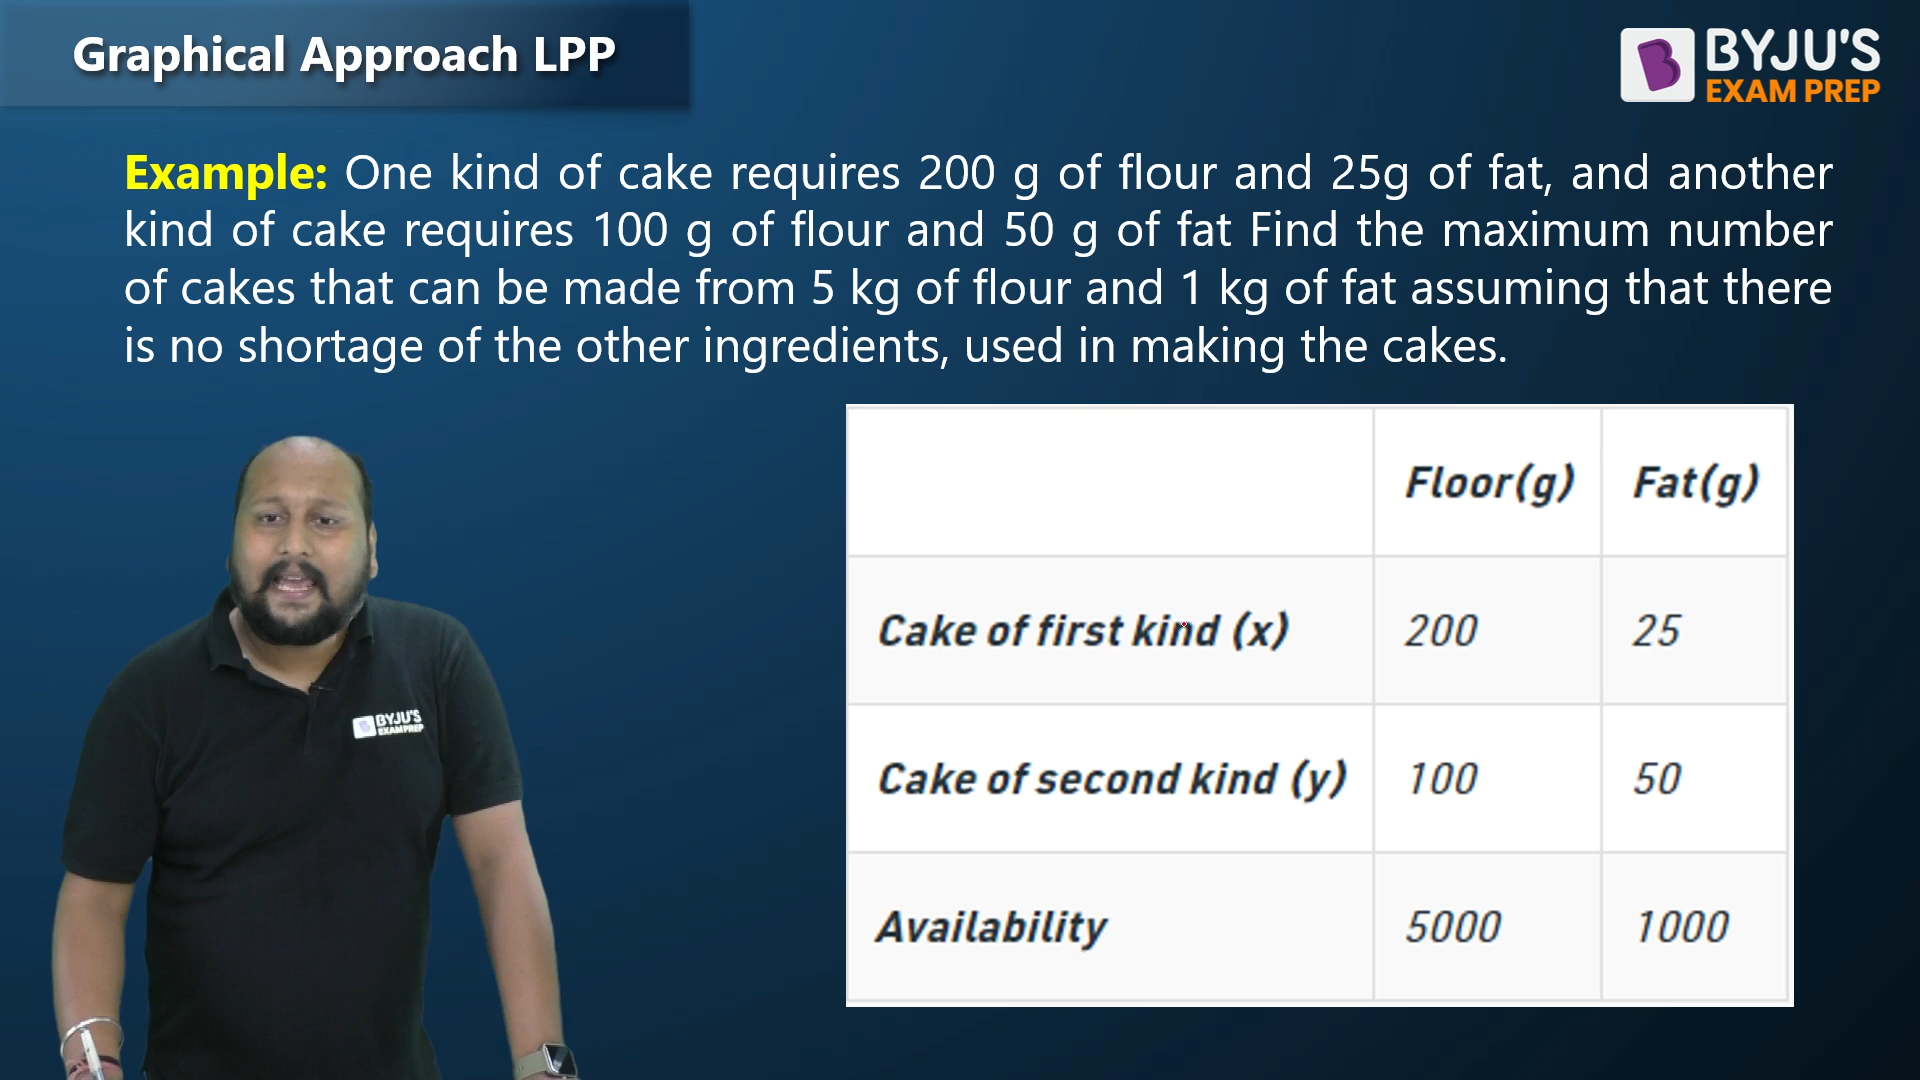 Graphical Approach LPP
BYJU'S
EXAM PREP
Example: One kind of cake requires 200 g of flour and 25g of fat, and another
kind of cake requires 100 g of flour and 50 g of fat Find the maximum number
of cakes that can be made from 5 kg of flour and 1 kg of fat assuming that there
is no shortage of the other ingredients, used in making the cakes.
Floor(g) Fat(g)
Cake of first kind (x) 200 25
Cake of second kind (y) 100 50
Availability 5000 1000
BYJU'S
EXAM PREP